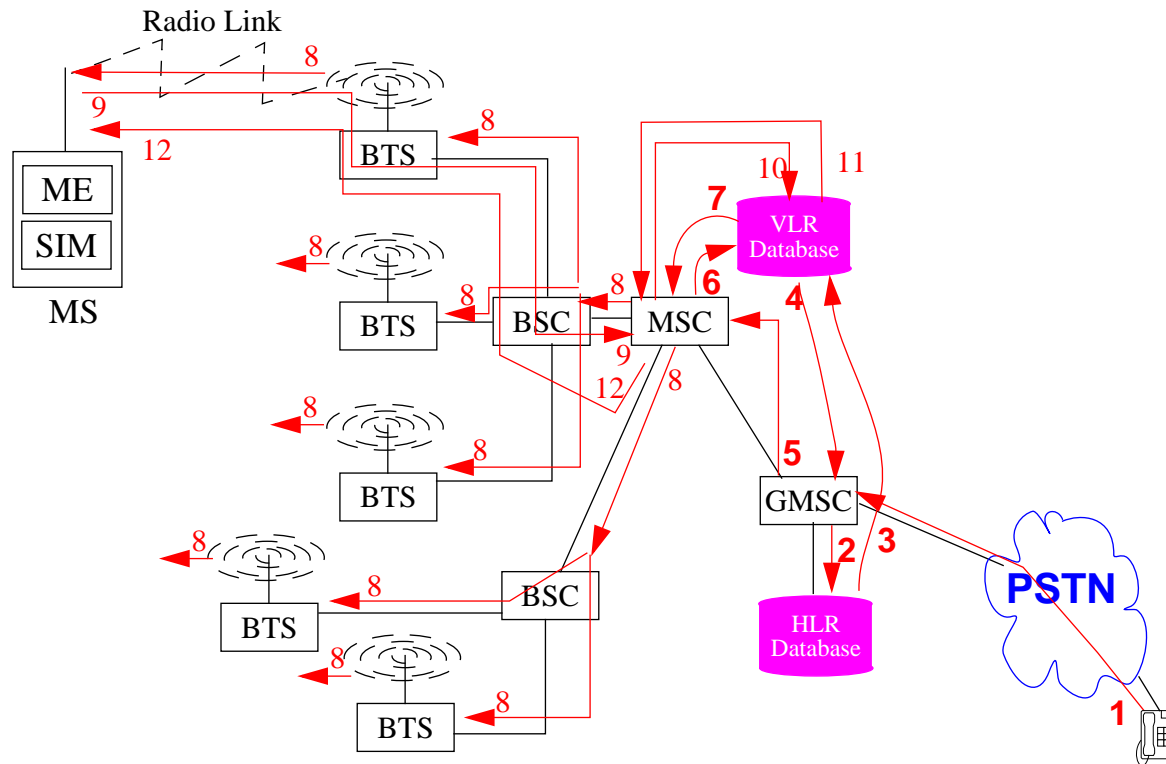 Radio Link
8
9
8
12
BTS
ME
SIM
MS
10
11
7
VLR
Database
6
4
8
8
BTS
8
BSC
MSC
9
12
8
8
8
BTS
5
GMSC
2
3
PSTN
8
8
BTS
BSC
HLR
Database
8
8
BTS
1